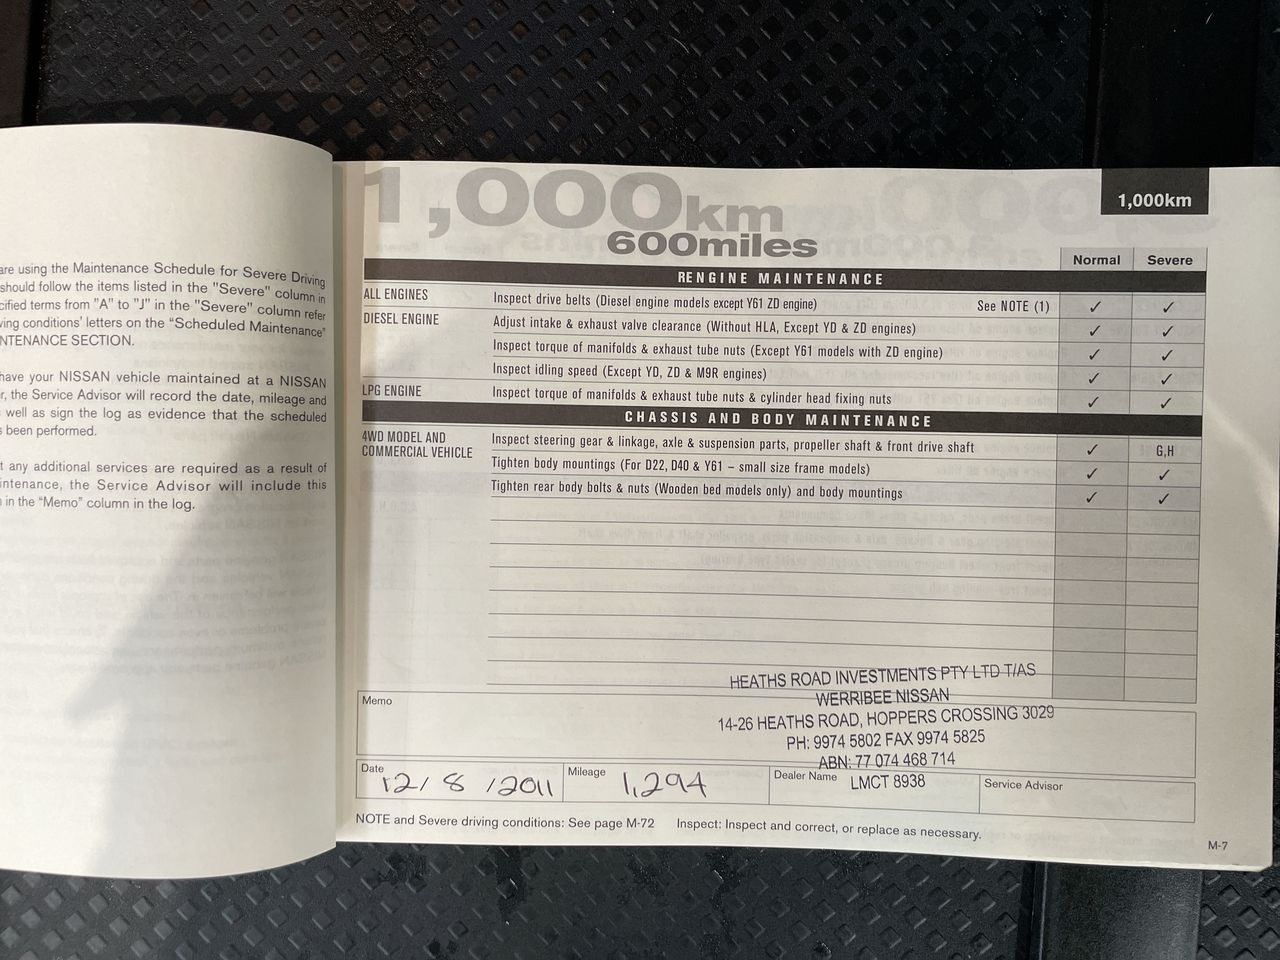 are using the Maintenance Schedule for Severe Driving
should follow the items listed in the "Severe" column in
cified terms from "A" to "J" in the "Severe" column refer
ving conditions' letters on the "Scheduled Maintenance"
NTENANCE SECTION.
have your NISSAN vehicle maintained at a NISSAN
r, the Service Advisor will record the date, mileage and
well as sign the log as evidence that the scheduled
s been performed.
t any additional services are required as a result of
intenance, the Service Advisor will include this
in the "Memo" column in the log.
1,000km
600miles
1,000km
Normal Severe
RENGINE MAINTENANCE
ALL ENGINES Inspect drive belts (Diesel engine models except Y61 ZD engine) See NOTE (1) ✓ ✓
DIESEL ENGINE Adjust intake & exhaust valve clearance (Without HLA, Except YD & ZD engines) ✓ ✓
Inspect torque of manifolds & exhaust tube nuts (Except Y61 models with ZD engine) ✓ ✓
Inspect idling speed (Except YD, ZD & M9R engines) ✓ ✓
LPG ENGINE Inspect torque of manifolds & exhaust tube nuts & cylinder head fixing nuts ✓ ✓
CHASSIS AND BODY MAINTENANCE
4WD MODEL AND
COMMERCIAL VEHICLE Inspect steering gear & linkage, axle & suspension parts, propeller shaft & front drive shaft ✓ G,H
Tighten body mountings (For D22, D40 & Y61 – small size frame models) ✓ ✓
Tighten rear body bolts & nuts (Wooden bed models only) and body mountings ✓ ✓
HEATHS ROAD INVESTMENTS PTY LTD T/AS
WERRIBEE NISSAN
14-26 HEATHS ROAD, HOPPERS CROSSING 3029
PH: 9974 5802 FAX 9974 5825
ABN: 77 074 468 714
LMCT 8938
Memo
Date 12/8/2011 Mileage 1,294 Dealer Name Service Advisor
NOTE and Severe driving conditions: See page M-72 Inspect: Inspect and correct, or replace as necessary.
M-7